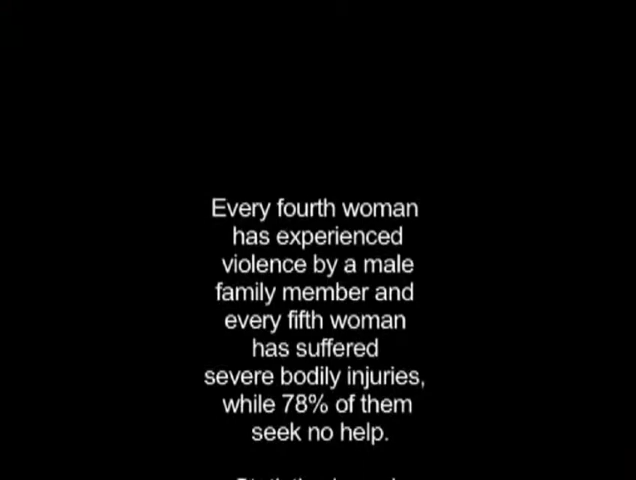 Every fourth woman
has experienced
violence by a male
family member and
every fifth woman
has suffered
severe bodily injuries,
while 78% of them
seek no help.